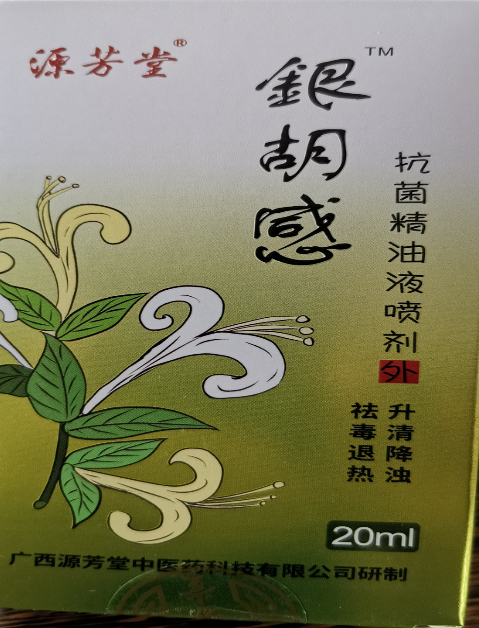 源芳堂®
銀胡感™
抗菌精油液喷剂外
升清降浊
祛毒退热
20ml
广西源芳堂中医药科技有限公司研制